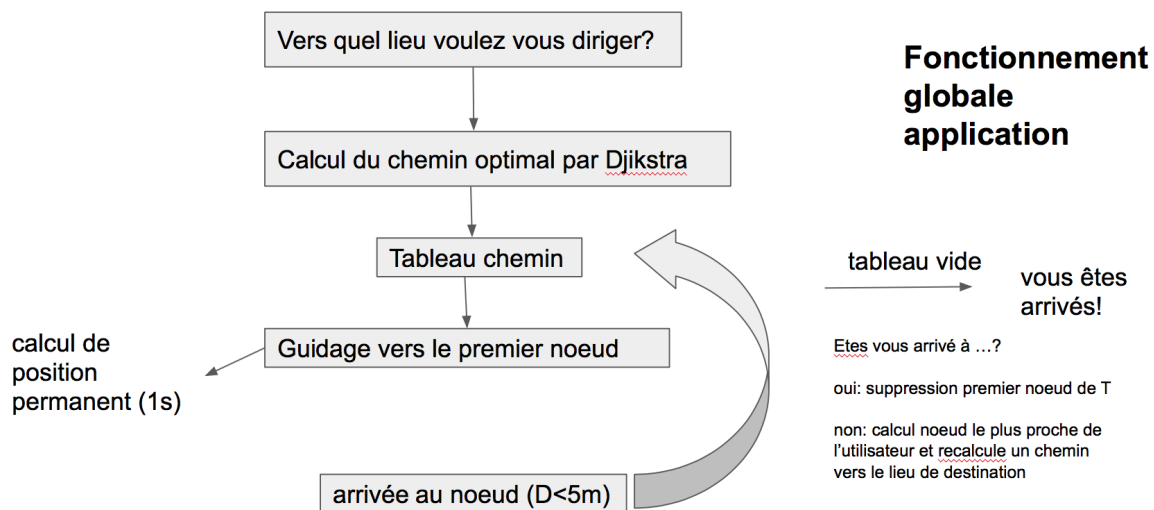 Vers quel lieu voulez vous diriger?
Fonctionnement
globale
application
Calcul du chemin optimal par Djikstra
Tableau chemin
tableau vide
vous êtes
arrivés!
Guidage vers le premier noeud
calcul de
position
permanent (1s)
Etes vous arrivé à …?
oui: suppression premier noeud de T
non: calcul noeud le plus proche de
l’utilisateur et recalcule un chemin
vers le lieu de destination
arrivée au noeud (D<5m)